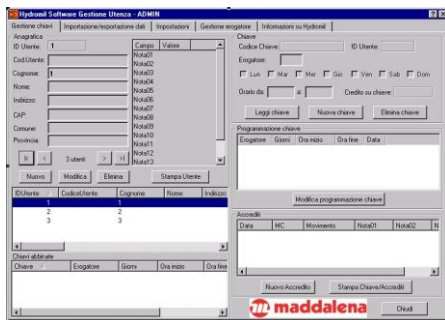 Hydromil Software Gestione Utenza - ADMIN
Gestione chiavi
Importazione/esportazione dati
Impostazioni
Gestione erogatore
Informazioni su Hydromil
Anagrafica
ID Utente: 1
Cod.Utente:
Cognome: 1
Nome:
Indirizzo:
CAP:
Comune:
Provincia
Campo Valore
Nota01
Nota02
Nota03
Nota04
Nota05
Nota06
Nota07
Nota08
Nota09
Nota10
Nota11
Nota12
Nota13
3 utenti
Nuovo Modifica Elimina Stampa Utente
IDUtente CodiceUtente Cognome Nome Indirizzo
1 1
2 2
3 3
Chiavi abbinate
Chiave Erogatore Giorni Ora inizio Ora fine
Chiave
Codice Chiave: ID Utente:
Erogatore:
Lun Mar Mer Gio Ven Sab Dom
Orario da: a: Credito su chiave:
Leggi chiave Nuova chiave Elimina chiave
Programmazione chiave
Erogatore Giorni Ora inizio Ora fine Data
Modifica programmazione chiave
Accrediti
Data MC Movimento Nota01 Nota02 N
Nuovo Accredito Stampa Chiave/Accrediti
maddalena
Chiudi